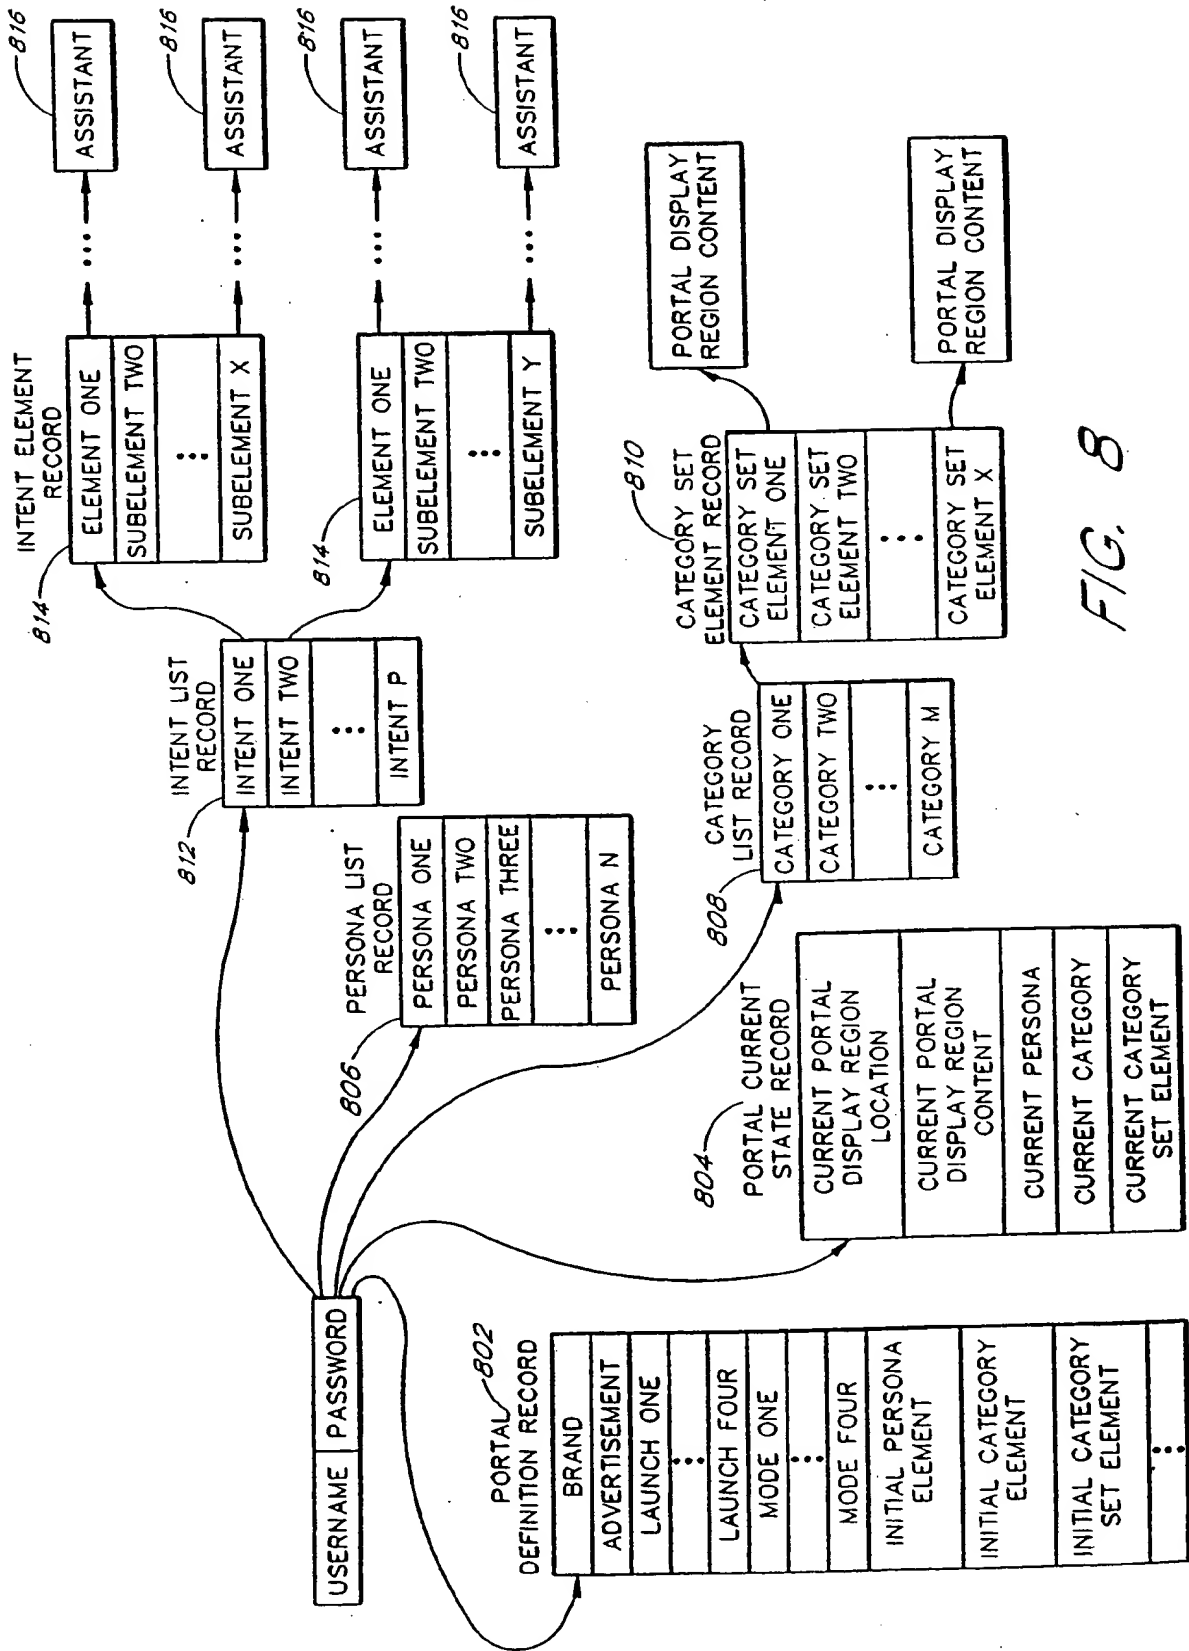 USERNAME
PASSWORD
PORTAL
DEFINITION RECORD
802
BRAND
ADVERTISEMENT
LAUNCH ONE
⋮
LAUNCH FOUR
MODE ONE
⋮
MODE FOUR
INITIAL PERSONA
ELEMENT
INITIAL CATEGORY
ELEMENT
INITIAL CATEGORY
SET ELEMENT
⋮
804
PORTAL CURRENT
STATE RECORD
CURRENT PORTAL
DISPLAY REGION
LOCATION
CURRENT PORTAL
DISPLAY REGION
CONTENT
CURRENT PERSONA
CURRENT CATEGORY
CURRENT CATEGORY
SET ELEMENT
806
PERSONA LIST
RECORD
PERSONA ONE
PERSONA TWO
PERSONA THREE
⋮
PERSONA N
808
CATEGORY
LIST RECORD
CATEGORY ONE
CATEGORY TWO
⋮
CATEGORY M
810
CATEGORY SET
ELEMENT RECORD
CATEGORY SET
ELEMENT ONE
CATEGORY SET
ELEMENT TWO
⋮
CATEGORY SET
ELEMENT X
PORTAL DISPLAY
REGION CONTENT
PORTAL DISPLAY
REGION CONTENT
812
INTENT LIST
RECORD
INTENT ONE
INTENT TWO
⋮
INTENT P
814
INTENT ELEMENT
RECORD
ELEMENT ONE
SUBELEMENT TWO
⋮
SUBELEMENT X
814
ELEMENT ONE
SUBELEMENT TWO
⋮
SUBELEMENT Y
...
ASSISTANT
816
...
ASSISTANT
816
...
ASSISTANT
816
...
ASSISTANT
816
FIG. 8